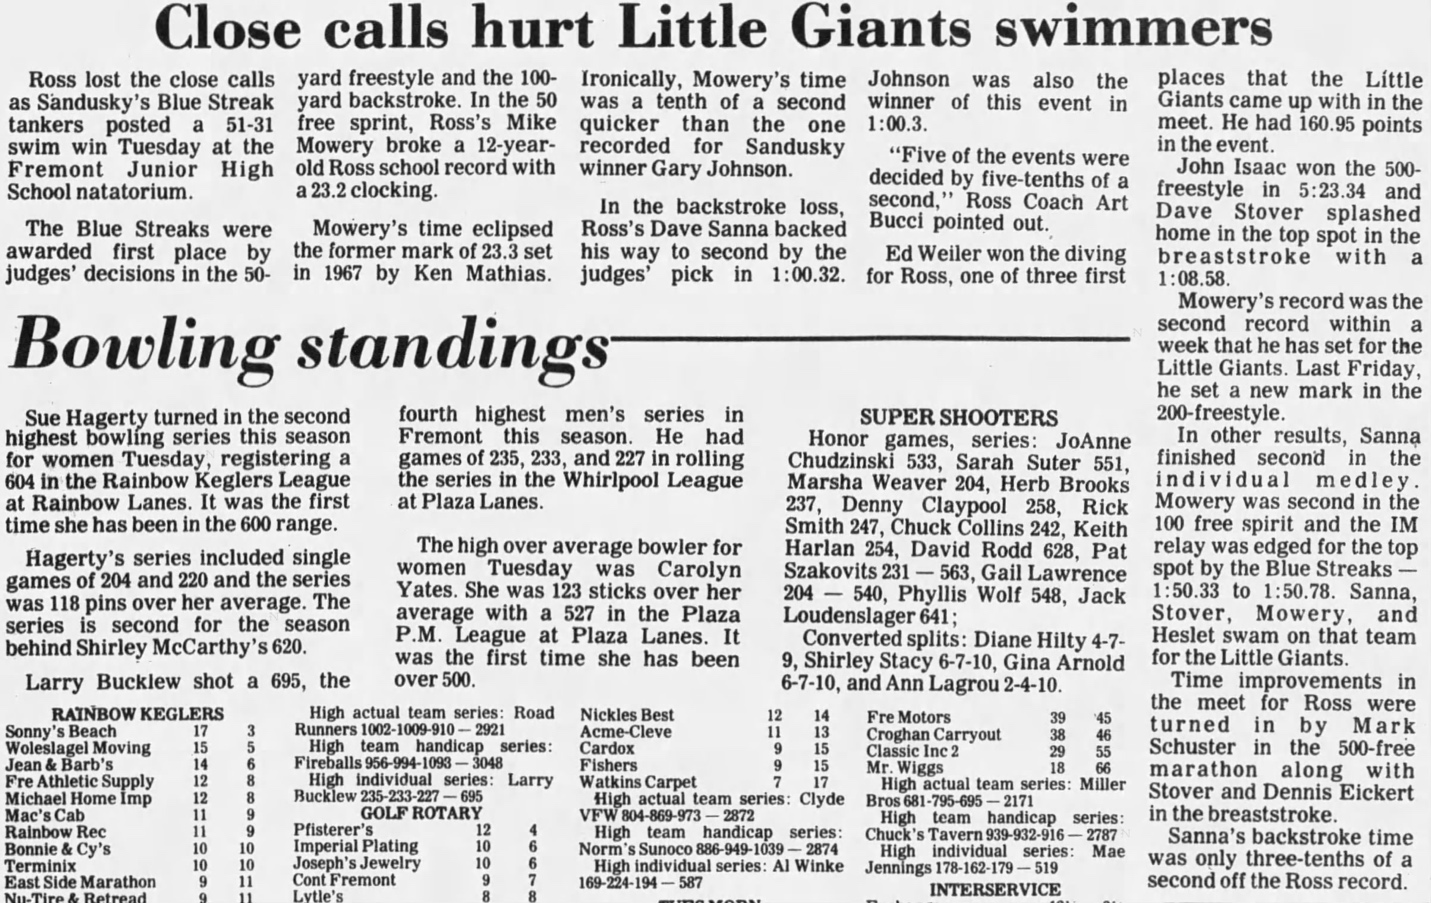 Close calls hurt Little Giants swimmers
Ross lost the close calls
as Sandusky's Blue Streak
tankers posted a 51-31
swim win Tuesday at the
Fremont Junior High
School natatorium.
The Blue Streaks were
awarded first place by
judges' decisions in the 50-
yard freestyle and the 100-
yard backstroke. In the 50
free sprint, Ross's Mike
Mowery broke a 12-year-
old Ross school record with
a 23.2 clocking.
Mowery's time eclipsed
the former mark of 23.3 set
in 1967 by Ken Mathias.
Ironically, Mowery's time
was a tenth of a second
quicker than the one
recorded for Sandusky
winner Gary Johnson.
In the backstroke loss,
Ross's Dave Sanna backed
his way to second by the
judges' pick in 1:00.32.
Johnson was also the
winner of this event in
1:00.3.
"Five of the events were
decided by five-tenths of a
second," Ross Coach Art
Bucci pointed out.
Ed Weiler won the diving
for Ross, one of three first
places that the Little
Giants came up with in the
meet. He had 160.95 points
in the event.
John Isaac won the 500-
freestyle in 5:23.34 and
Dave Stover splashed
home in the top spot in the
breaststroke with a
1:08.58.
Mowery's record was the
second record within a
week that he has set for the
Little Giants. Last Friday,
he set a new mark in the
200-freestyle.
In other results, Sanna
finished second in the
individual medley.
Mowery was second in the
100 free spirit and the IM
relay was edged for the top
spot by the Blue Streaks —
1:50.33 to 1:50.78. Sanna,
Stover, Mowery, and
Heslet swam on that team
for the Little Giants.
Time improvements in
the meet for Ross were
turned in by Mark
Schuster in the 500-free
marathon along with
Stover and Dennis Eickert
in the breaststroke.
Sanna's backstroke time
was only three-tenths of a
second off the Ross record.
Bowling standings
Sue Hagerty turned in the second
highest bowling series this season
for women Tuesday, registering a
604 in the Rainbow Keglers League
at Rainbow Lanes. It was the first
time she has been in the 600 range.
Hagerty's series included single
games of 204 and 220 and the series
was 118 pins over her average. The
series is second for the season
behind Shirley McCarthy's 620.
Larry Bucklew shot a 695, the
fourth highest men's series in
Fremont this season. He had
games of 235, 233, and 227 in rolling
the series in the Whirlpool League
at Plaza Lanes.
The high over average bowler for
women Tuesday was Carolyn
Yates. She was 123 sticks over her
average with a 527 in the Plaza
P.M. League at Plaza Lanes. It
was the first time she has been
over 500.
SUPER SHOOTERS
Honor games, series: JoAnne
Chudzinski 533, Sarah Suter 551,
Marsha Weaver 204, Herb Brooks
237, Denny Claypool 258, Rick
Smith 247, Chuck Collins 242, Keith
Harlan 254, David Rodd 628, Pat
Szakovits 231 — 563, Gail Lawrence
204 — 540, Phyllis Wolf 548, Jack
Loudenslager 641;
Converted splits: Diane Hilty 4-7-
9, Shirley Stacy 6-7-10, Gina Arnold
6-7-10, and Ann Lagrou 2-4-10.
RAINBOW KEGLERS
Sonny's Beach 17 3
Woleslagel Moving 15 5
Jean & Barb's 14 6
Fre Athletic Supply 12 8
Michael Home Imp 12 8
Mac's Cab 11 9
Rainbow Rec 11 9
Bonnie & Cy's 10 10
Terminix 10 10
East Side Marathon 9 11
Nu-Tire & Retread 9 11
High actual team series: Road
Runners 1002-1009-910 — 2921
High team handicap series:
Fireballs 956-994-1093 — 3048
High individual series: Larry
Bucklew 235-233-227 — 695
GOLF ROTARY
Pfisterer's 12 4
Imperial Plating 10 6
Joseph's Jewelry 10 6
Cont Fremont 9 7
Lytle's 8 8
Nickles Best 12 14
Acme-Cleve 11 13
Cardox 9 15
Fishers 9 15
Watkins Carpet 7 17
High actual team series: Clyde
VFW 804-869-973 — 2872
High team handicap series:
Norm's Sunoco 886-949-1039 — 2874
High individual series: Al Winke
169-224-194 — 587
Fre Motors 39 45
Croghan Carryout 38 46
Classic Inc 2 29 55
Mr. Wiggs 18 66
High actual team series: Miller
Bros 681-795-695 — 2171
High team handicap series:
Chuck's Tavern 939-932-916 — 2787
High individual series: Mae
Jennings 178-162-179 — 519
INTERSERVICE